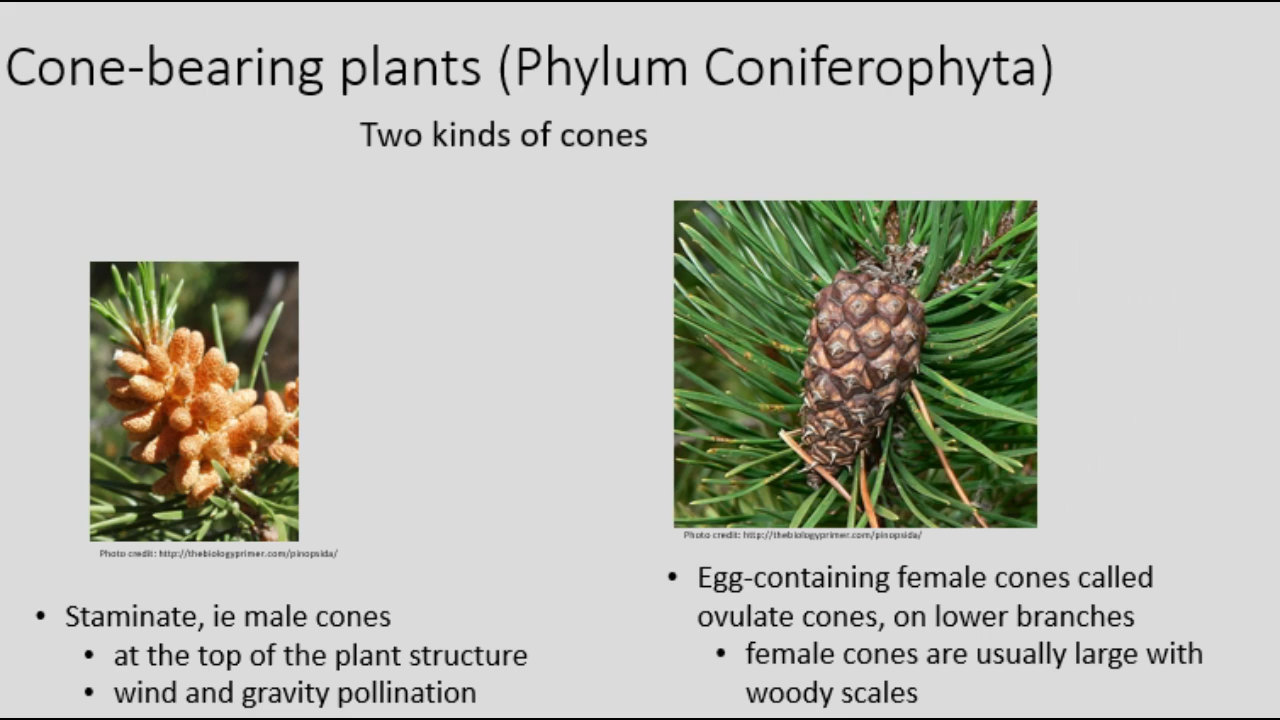 Cone-bearing plants (Phylum Coniferophyta)
Two kinds of cones
Photo credit: http://thebiologyprimer.com/pinopsida/
• Staminate, ie male cones
• at the top of the plant structure
• wind and gravity pollination
Photo credit: http://thebiologyprimer.com/pinopsida/
• Egg-containing female cones called
ovulate cones, on lower branches
• female cones are usually large with
woody scales